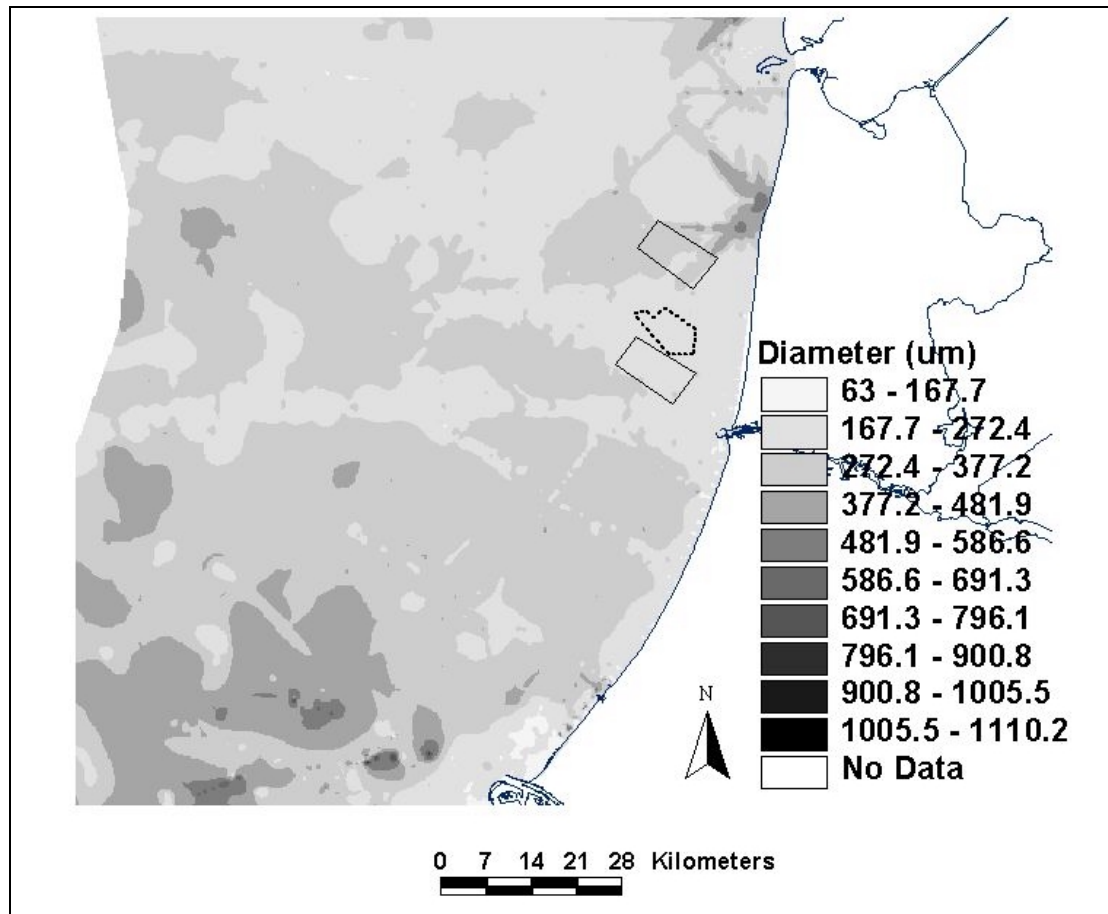 Diameter (um)
63 - 167.7
167.7 - 272.4
272.4 - 377.2
377.2 - 481.9
481.9 - 586.6
586.6 - 691.3
691.3 - 796.1
796.1 - 900.8
900.8 - 1005.5
1005.5 - 1110.2
No Data
N
0 7 14 21 28 Kilometers